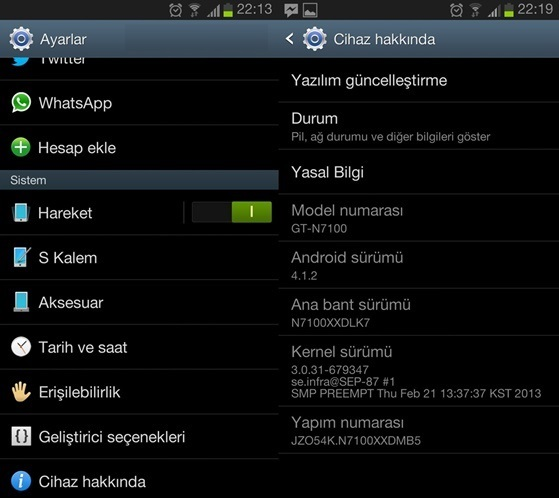 22:13
Ayarlar
Twitter
WhatsApp
Hesap ekle
Sistem
Hareket
S Kalem
Aksesuar
Tarih ve saat
Erişilebilirlik
Geliştirici seçenekleri
Cihaz hakkında
22:19
Cihaz hakkında
Yazılım güncelleştirme
Durum
Pil, ağ durumu ve diğer bilgileri göster
Yasal Bilgi
Model numarası
GT-N7100
Android sürümü
4.1.2
Ana bant sürümü
N7100XXDLK7
Kernel sürümü
3.0.31-679347
se.infra@SEP-87 #1
SMP PREEMPT Thu Feb 21 13:37:37 KST 2013
Yapım numarası
JZO54K.N7100XXDMB5